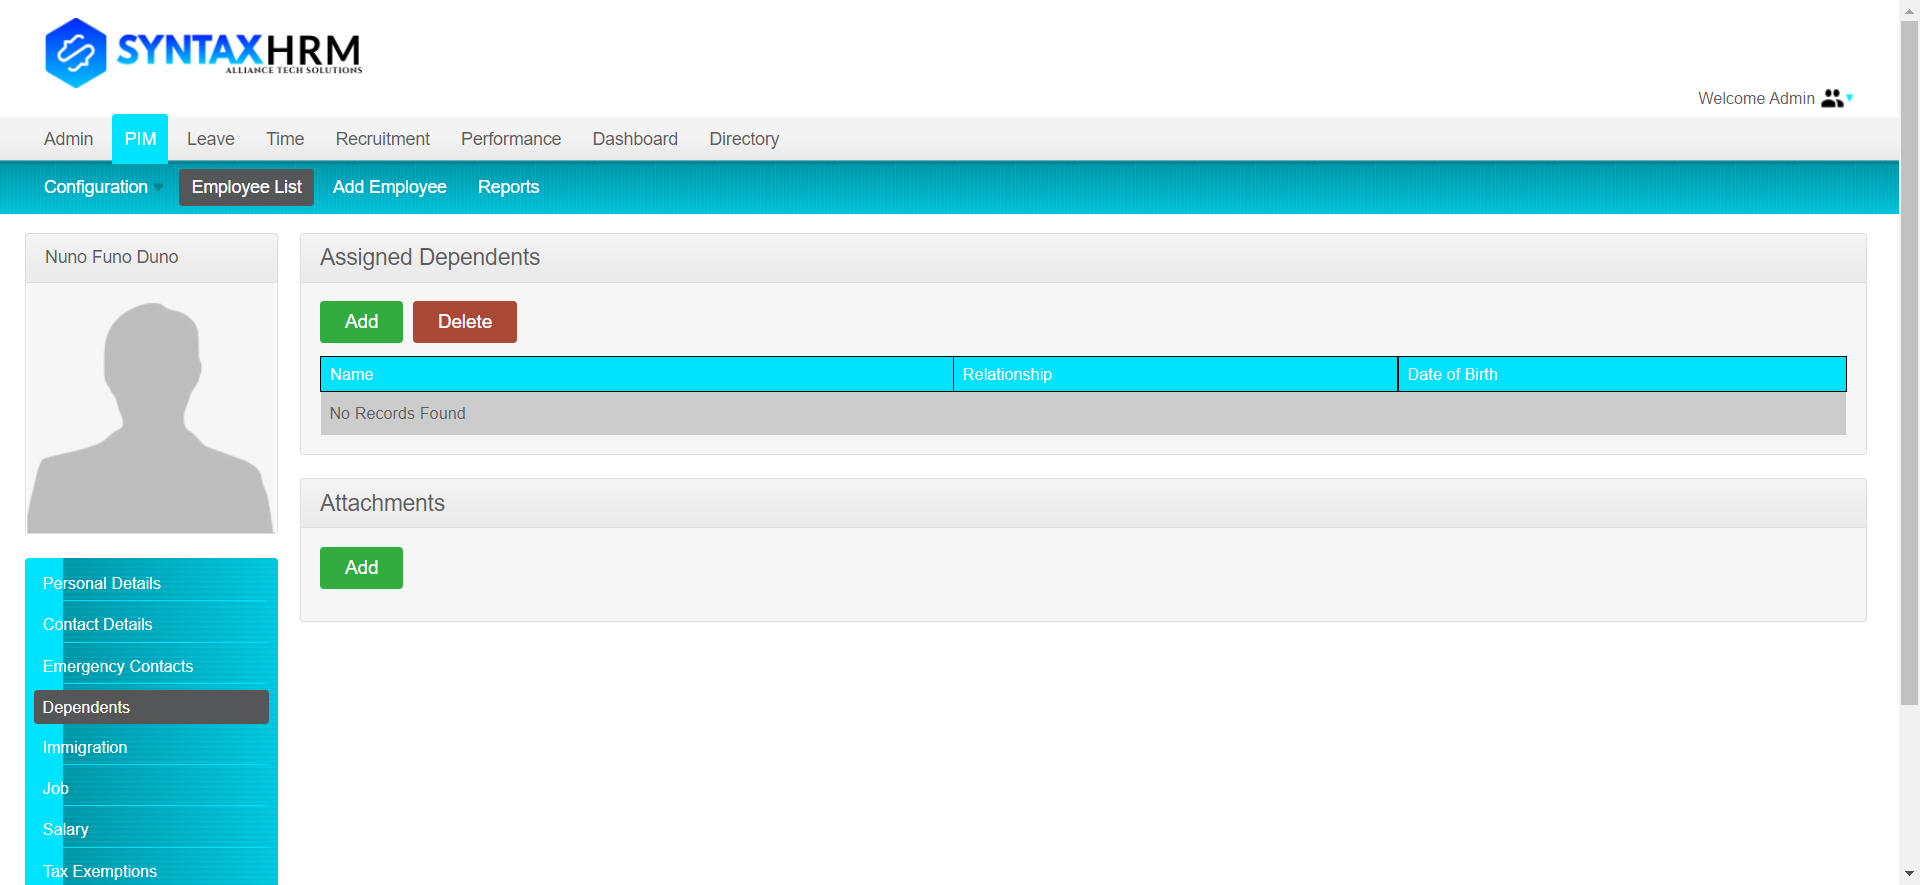 SYNTAXHRM
ALLIANCE TECH SOLUTIONS
Welcome Admin
Admin PIM Leave Time Recruitment Performance Dashboard Directory
Configuration Employee List Add Employee Reports
Nuno Funo Duno
Assigned Dependents
Add Delete
Name Relationship Date of Birth
No Records Found
Attachments
Add
Personal Details
Contact Details
Emergency Contacts
Dependents
Immigration
Job
Salary
Tax Exemptions